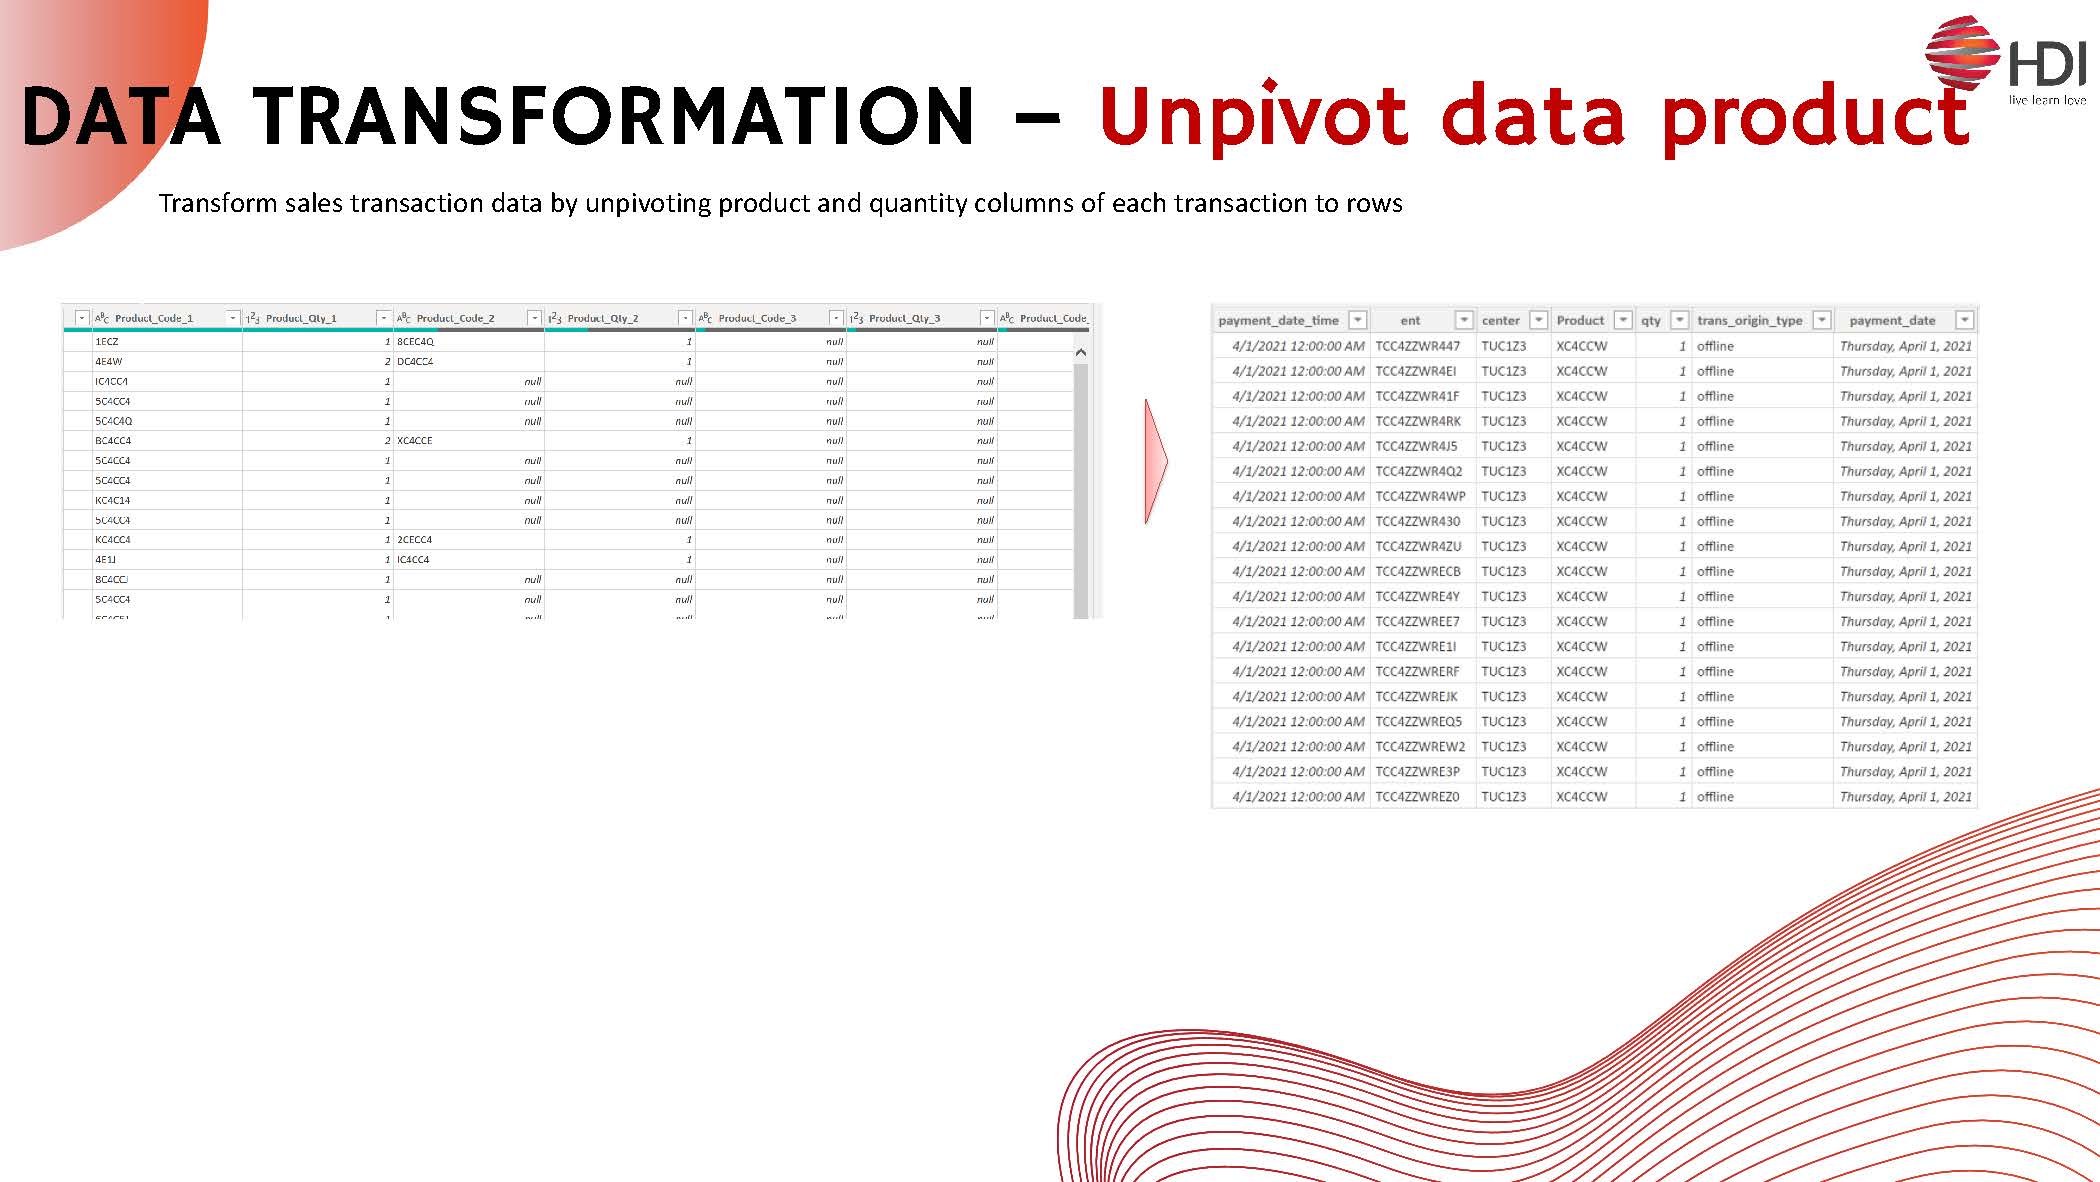 HDI
live learn love
DATA TRANSFORMATION – Unpivot data product
Transform sales transaction data by unpivoting product and quantity columns of each transaction to rows
ABC Product_Code_1 123 Product_Qty_1 ABC Product_Code_2 123 Product_Qty_2 ABC Product_Code_3 123 Product_Qty_3 ABC Product_Code_
1ECZ 1 8CEC4Q 1 null null
4E4W 2 DC4CC4 1 null null
IC4CC4 1 null null null null
5C4CC4 1 null null null null
5C4C4Q 1 null null null null
BC4CC4 2 XC4CCE 1 null null
5C4CC4 1 null null null null
5C4CC4 1 null null null null
KC4C14 1 null null null null
5C4CC4 1 null null null null
KC4CC4 1 2CECC4 1 null null
4E1J 1 IC4CC4 1 null null
8C4CCJ 1 null null null null
5C4CC4 1 null null null null
payment_date_time ent center Product qty trans_origin_type payment_date
4/1/2021 12:00:00 AM TCC4ZZWR447 TUC1Z3 XC4CCW 1 offline Thursday, April 1, 2021
4/1/2021 12:00:00 AM TCC4ZZWR4EI TUC1Z3 XC4CCW 1 offline Thursday, April 1, 2021
4/1/2021 12:00:00 AM TCC4ZZWR41F TUC1Z3 XC4CCW 1 offline Thursday, April 1, 2021
4/1/2021 12:00:00 AM TCC4ZZWR4RK TUC1Z3 XC4CCW 1 offline Thursday, April 1, 2021
4/1/2021 12:00:00 AM TCC4ZZWR4J5 TUC1Z3 XC4CCW 1 offline Thursday, April 1, 2021
4/1/2021 12:00:00 AM TCC4ZZWR4Q2 TUC1Z3 XC4CCW 1 offline Thursday, April 1, 2021
4/1/2021 12:00:00 AM TCC4ZZWR4WP TUC1Z3 XC4CCW 1 offline Thursday, April 1, 2021
4/1/2021 12:00:00 AM TCC4ZZWR430 TUC1Z3 XC4CCW 1 offline Thursday, April 1, 2021
4/1/2021 12:00:00 AM TCC4ZZWR4ZU TUC1Z3 XC4CCW 1 offline Thursday, April 1, 2021
4/1/2021 12:00:00 AM TCC4ZZWRECB TUC1Z3 XC4CCW 1 offline Thursday, April 1, 2021
4/1/2021 12:00:00 AM TCC4ZZWRE4Y TUC1Z3 XC4CCW 1 offline Thursday, April 1, 2021
4/1/2021 12:00:00 AM TCC4ZZWREE7 TUC1Z3 XC4CCW 1 offline Thursday, April 1, 2021
4/1/2021 12:00:00 AM TCC4ZZWRE1I TUC1Z3 XC4CCW 1 offline Thursday, April 1, 2021
4/1/2021 12:00:00 AM TCC4ZZWRERF TUC1Z3 XC4CCW 1 offline Thursday, April 1, 2021
4/1/2021 12:00:00 AM TCC4ZZWREJK TUC1Z3 XC4CCW 1 offline Thursday, April 1, 2021
4/1/2021 12:00:00 AM TCC4ZZWREQ5 TUC1Z3 XC4CCW 1 offline Thursday, April 1, 2021
4/1/2021 12:00:00 AM TCC4ZZWREW2 TUC1Z3 XC4CCW 1 offline Thursday, April 1, 2021
4/1/2021 12:00:00 AM TCC4ZZWRE3P TUC1Z3 XC4CCW 1 offline Thursday, April 1, 2021
4/1/2021 12:00:00 AM TCC4ZZWREZ0 TUC1Z3 XC4CCW 1 offline Thursday, April 1, 2021